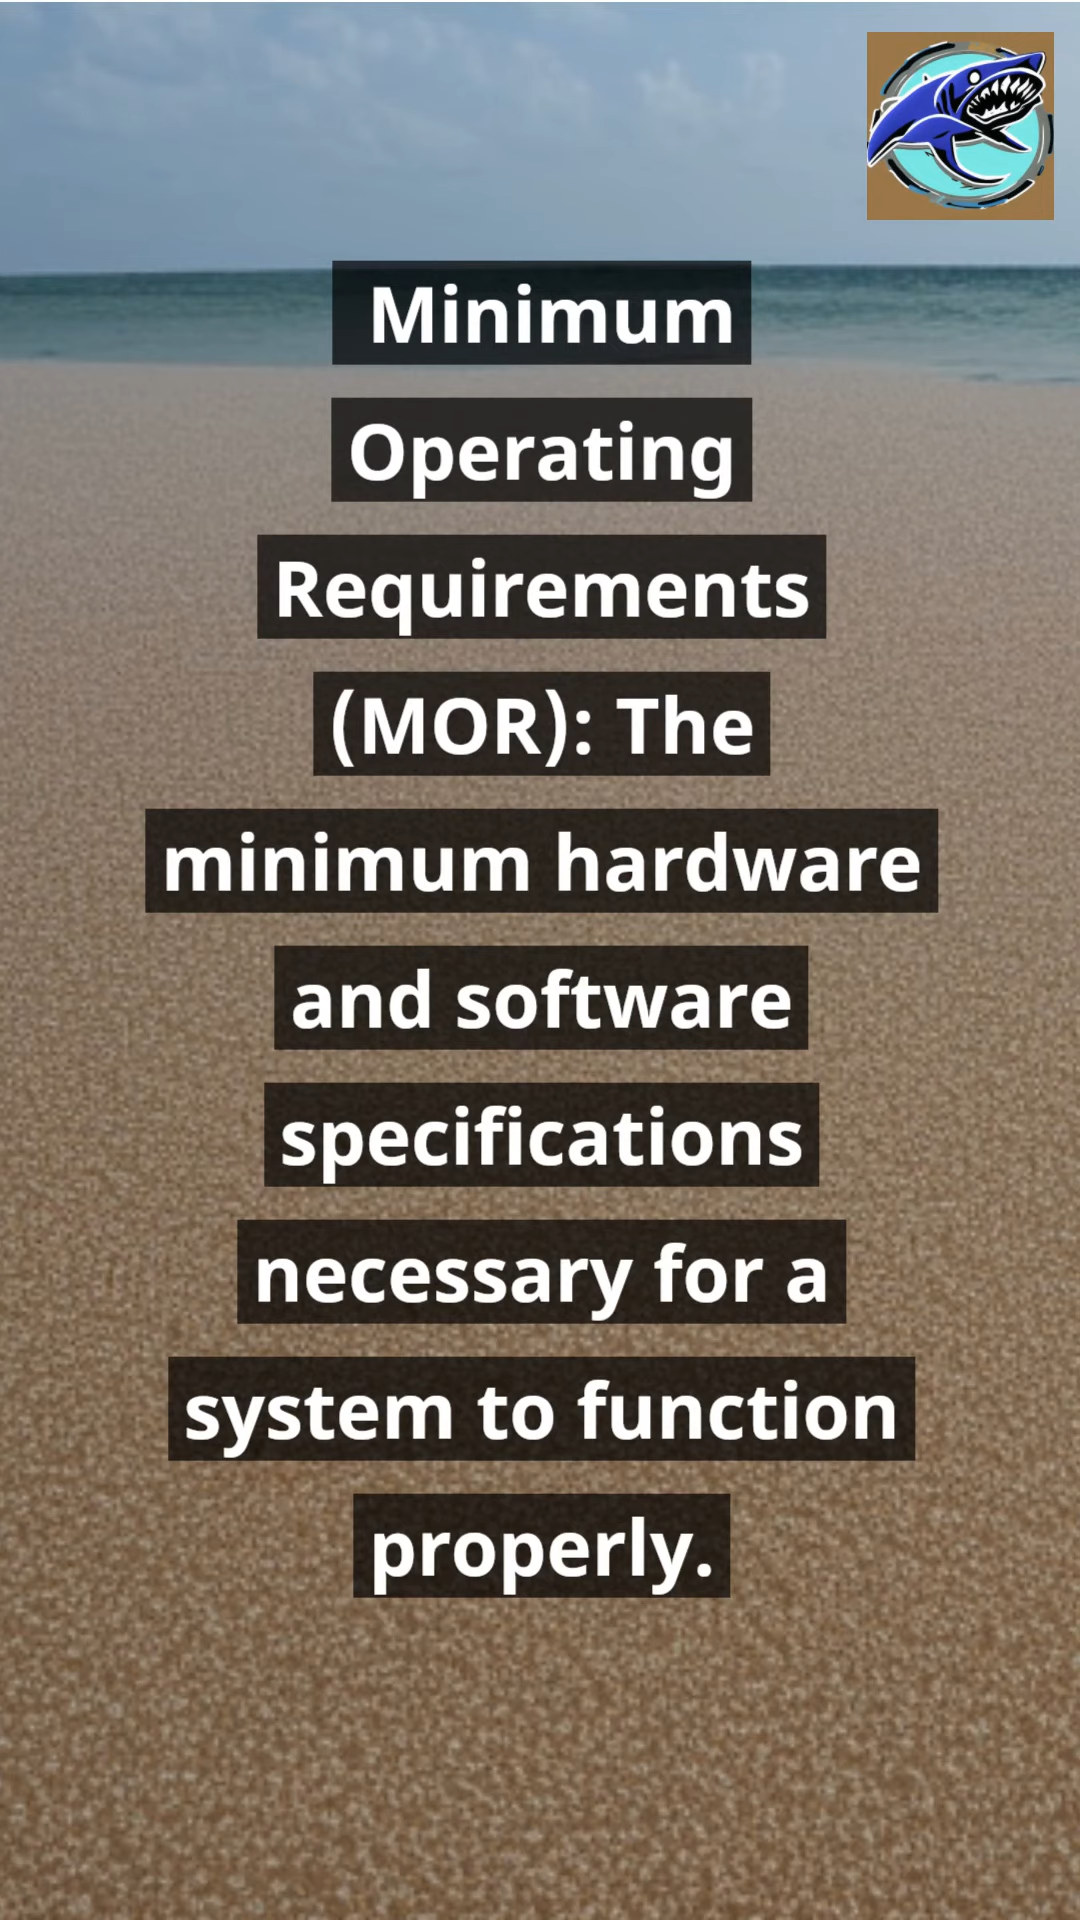 Minimum
Operating
Requirements
(MOR): The
minimum hardware
and software
specifications
necessary for a
system to function
properly.